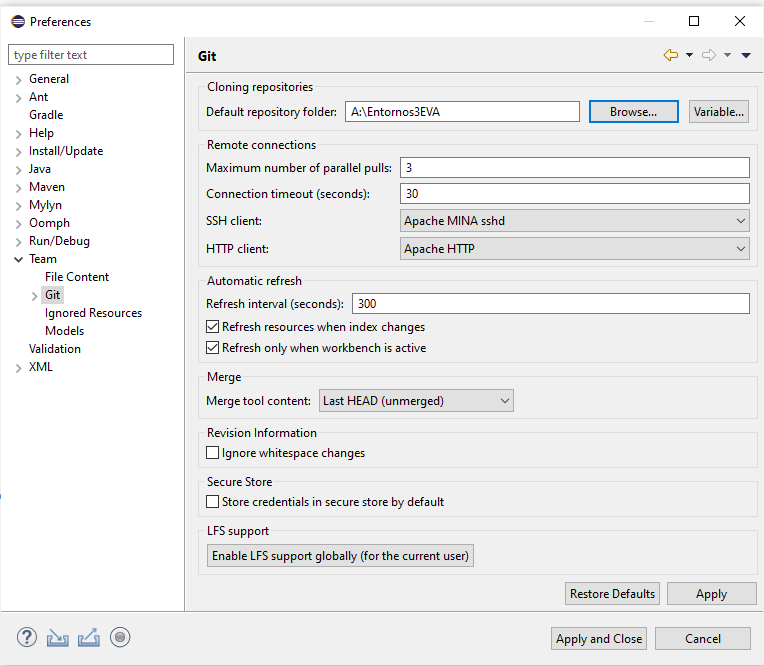 Preferences
type filter text
General
Ant
Gradle
Help
Install/Update
Java
Maven
Mylyn
Oomph
Run/Debug
Team
File Content
Git
Ignored Resources
Models
Validation
XML
Git
Cloning repositories
Default repository folder: A:\Entornos3EVA Browse... Variable...
Remote connections
Maximum number of parallel pulls: 3
Connection timeout (seconds): 30
SSH client: Apache MINA sshd
HTTP client: Apache HTTP
Automatic refresh
Refresh interval (seconds): 300
Refresh resources when index changes
Refresh only when workbench is active
Merge
Merge tool content: Last HEAD (unmerged)
Revision Information
Ignore whitespace changes
Secure Store
Store credentials in secure store by default
LFS support
Enable LFS support globally (for the current user)
Restore Defaults Apply
? Apply and Close Cancel